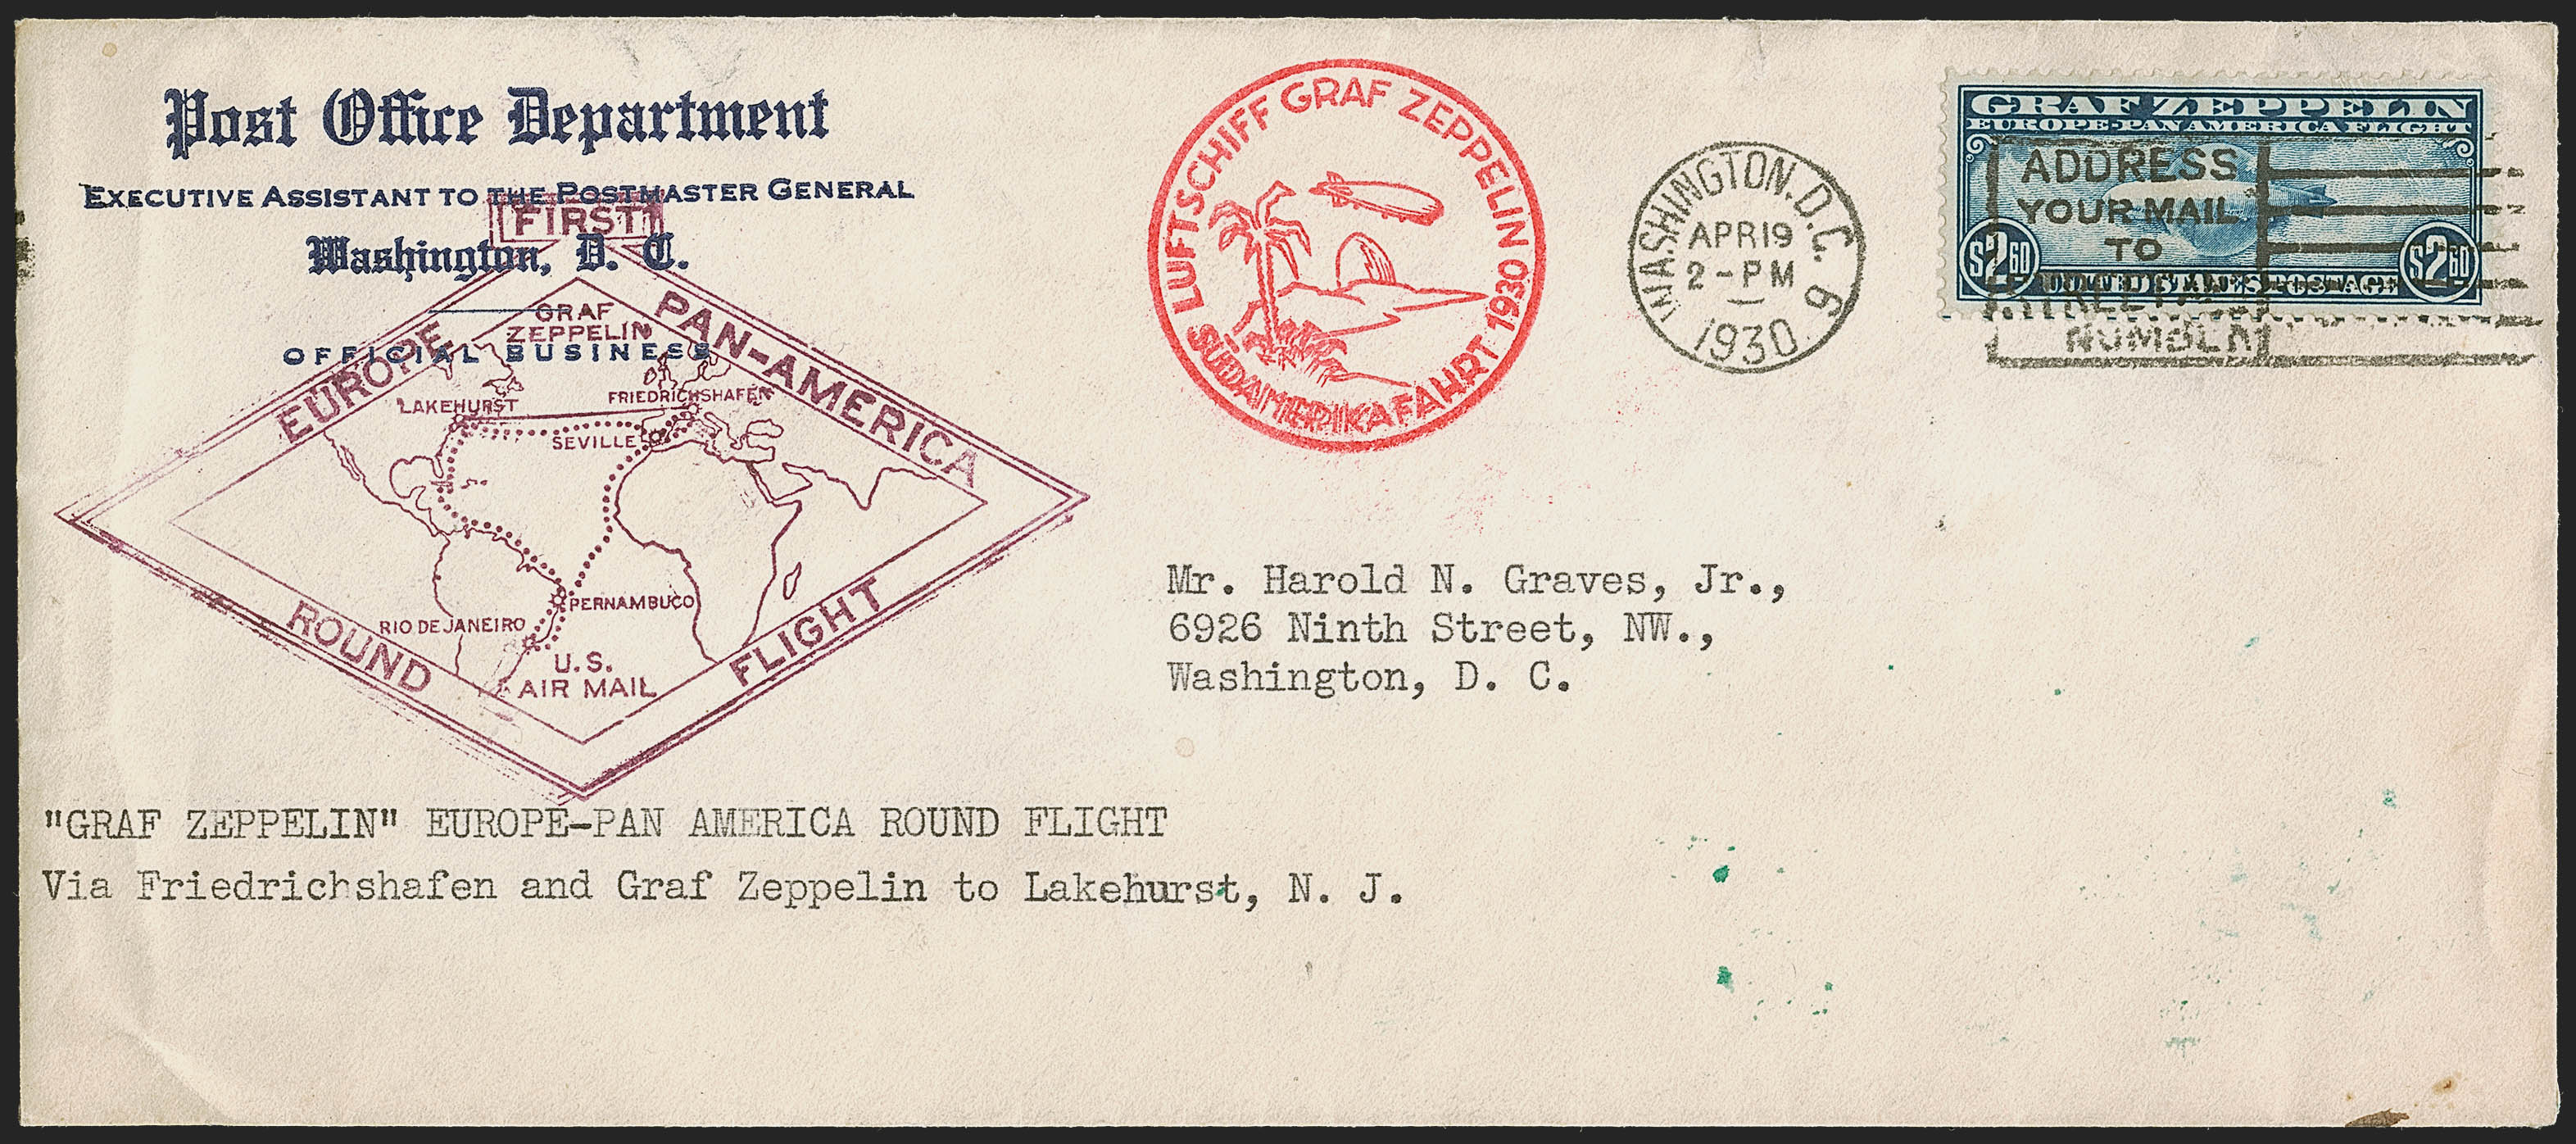 Post Office Department
EXECUTIVE ASSISTANT TO THE POSTMASTER GENERAL
Washington, D. C.
OFFICIAL BUSINESS
FIRST
EUROPE
PAN-AMERICA
ROUND
FLIGHT
GRAF
ZEPPELIN
LAKEHURST
FRIEDRICHSHAFEN
SEVILLE
PERNAMBUCO
RIO DE JANEIRO
U.S.
AIR MAIL
LUFTSCHIFF GRAF ZEPPELIN 1930
SÜDAMERIKAFAHRT
WASHINGTON, D.C. 6
APR 19
2-PM
1930
GRAF ZEPPELIN
EUROPE-PAN AMERICA FLIGHT
$2 60
$2 60
UNITED STATES POSTAGE
ADDRESS
YOUR MAIL
TO
STREET AND
NUMBER
Mr. Harold N. Graves, Jr.,
6926 Ninth Street, NW.,
Washington, D. C.
"GRAF ZEPPELIN" EUROPE-PAN AMERICA ROUND FLIGHT
Via Friedrichshafen and Graf Zeppelin to Lakehurst, N. J.